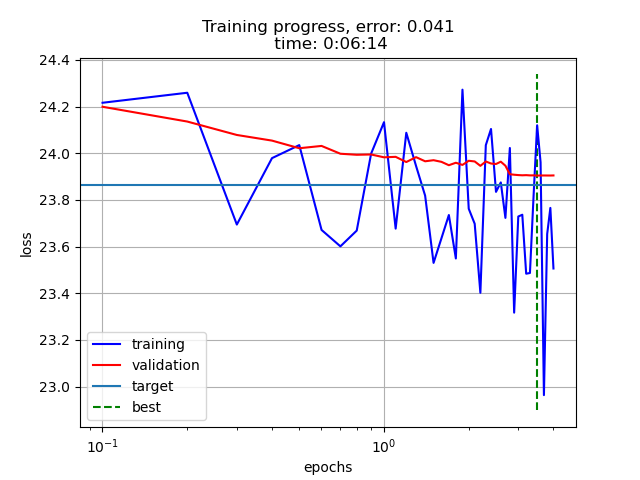 Training progress, error: 0.041
time: 0:06:14
24.4
24.2
24.0
23.8
23.6
23.4
23.2
23.0
loss
training
validation
target
best
10⁻¹
10⁰
epochs